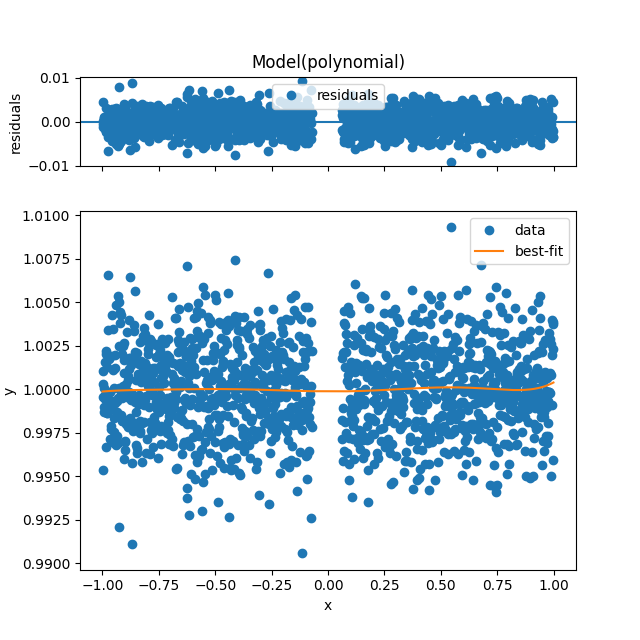 Model(polynomial)
0.01
0.00
−0.01
residuals
residuals
1.0100
1.0075
1.0050
1.0025
1.0000
0.9975
0.9950
0.9925
0.9900
y
data
best-fit
−1.00 −0.75 −0.50 −0.25 0.00 0.25 0.50 0.75 1.00
x